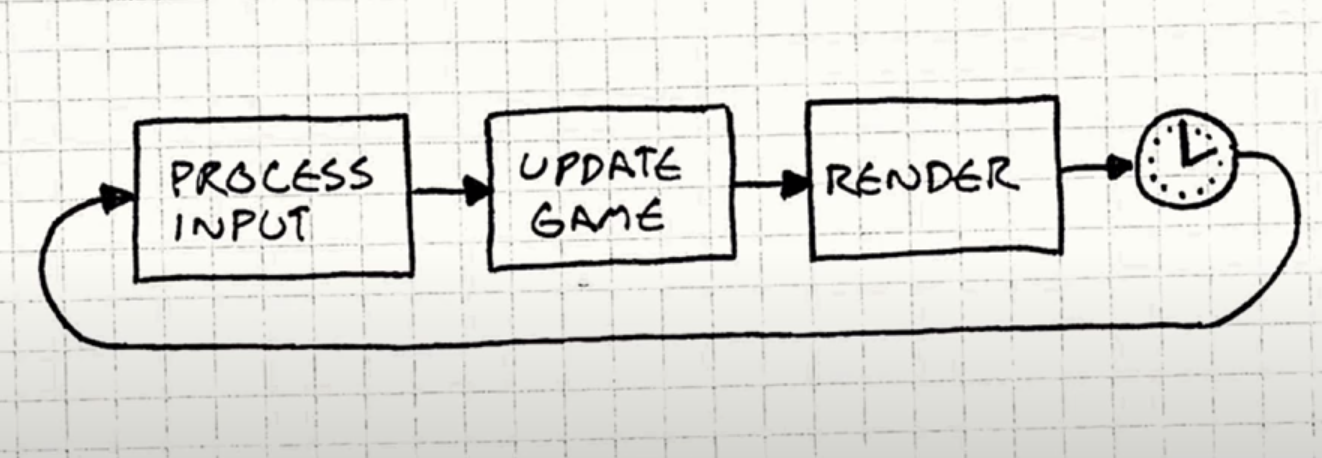 PROCESS
INPUT
UPDATE
GAME
RENDER